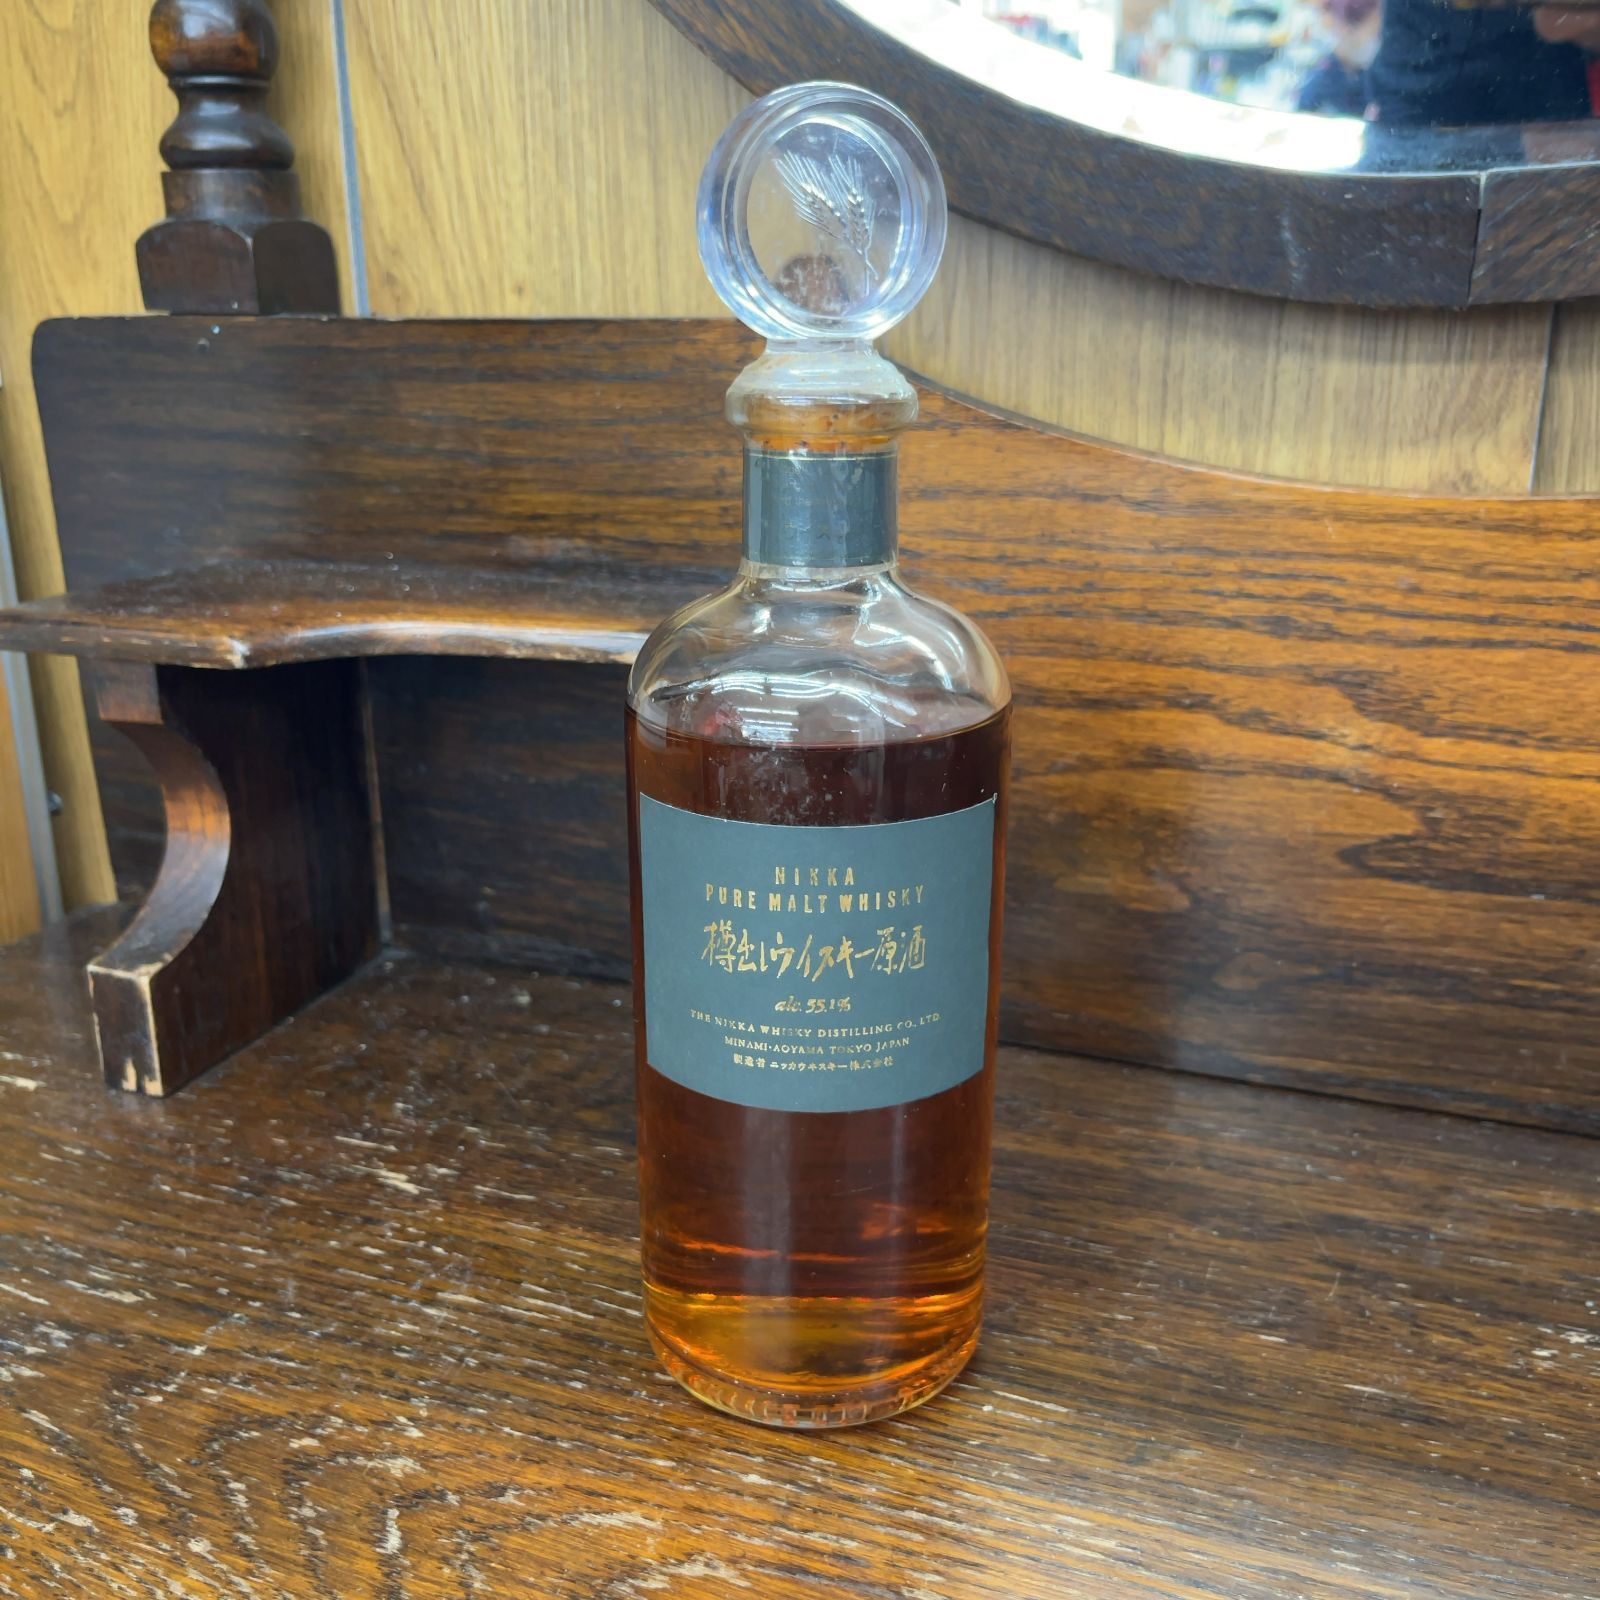 NIKKA
PURE MALT WHISKY
樽出しウイスキー原酒
alc. 55.1%
THE NIKKA WHISKY DISTILLING CO., LTD.
MINAMI-AOYAMA TOKYO JAPAN
製造者 ニッカウヰスキー株式会社